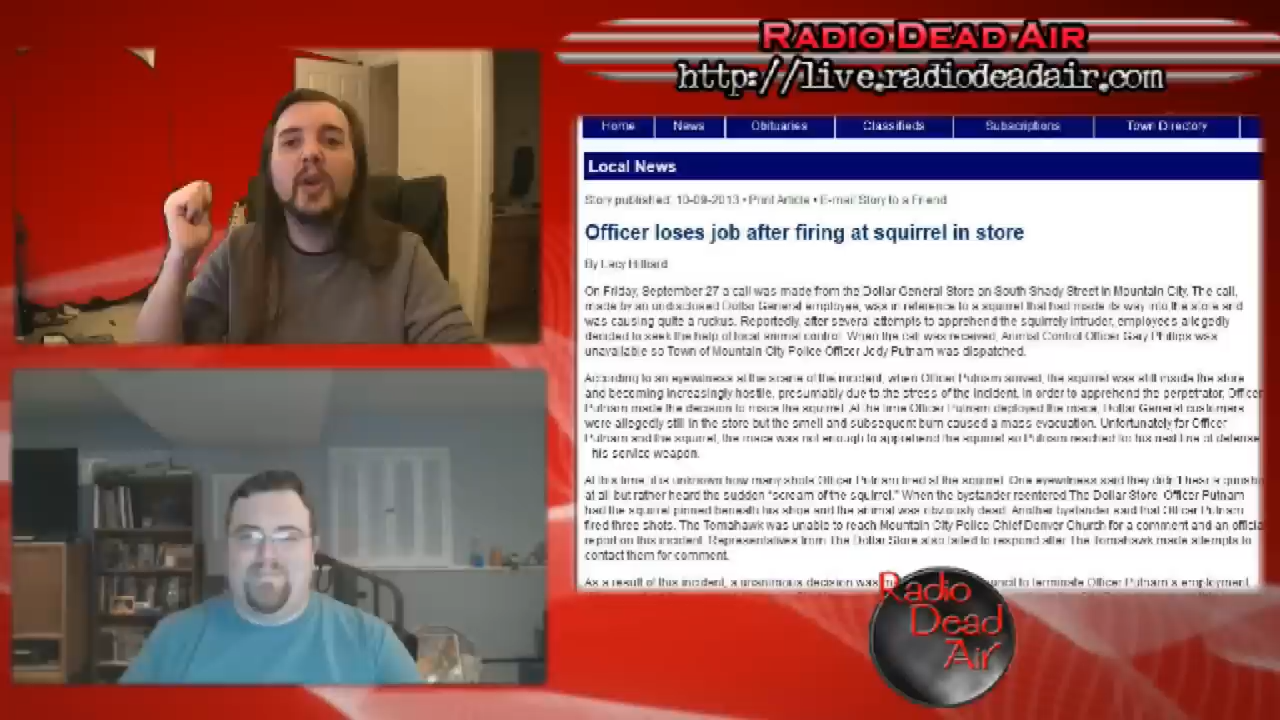 RADIO DEAD AIR
http://live.radiodeadair.com
Home News Obituaries Classifieds Subscriptions Town Directory
Local News
Story published: 10-09-2013 • Print Article • E-mail Story to a Friend
Officer loses job after firing at squirrel in store
By Lacy Hilliard
On Friday, September 27 a call was made from the Dollar General Store on South Shady Street in Mountain City. The call,
made by an undisclosed Dollar General employee, was in reference to a squirrel that had made its way into the store and
was causing quite a ruckus. Reportedly, after several attempts to apprehend the squirrely intruder, employees allegedly
decided to seek the help of local animal control. When the call was received, Animal Control Officer Gary Phillips was
unavailable so Town of Mountain City Police Officer Jody Putnam was dispatched.
According to an eyewitness at the scene of the incident, when Officer Putnam arrived, the squirrel was still inside the store
and becoming increasingly hostile, presumably due to the stress of the incident. In order to apprehend the perpetrator, Officer
Putnam made the decision to mace the squirrel. At the time Officer Putnam deployed the mace, Dollar General customers
were allegedly still in the store but the smell and subsequent burn caused a mass evacuation. Unfortunately for Officer
Putnam and the squirrel, the mace was not enough to apprehend the squirrel so Putnam reached for his next line of defense
his service weapon.
At this time, it is unknown how many shots Officer Putnam fired at the squirrel. One eyewitness said they didn't hear a gunsho
at all but rather heard the sudden "scream of the squirrel." When the bystander reentered The Dollar Store, Officer Putnam
had the squirrel pinned beneath his shoe and the animal was obviously dead. Another bystander said that Officer Putnam
fired three shots. The Tomahawk was unable to reach Mountain City Police Chief Denver Church for a comment and an officia
report on this incident. Representatives from The Dollar Store also failed to respond after The Tomahawk made attempts to
contact them for comment.
As a result of this incident, a unanimous decision was to terminate Officer Putnam's employment
Radio
Dead
Air